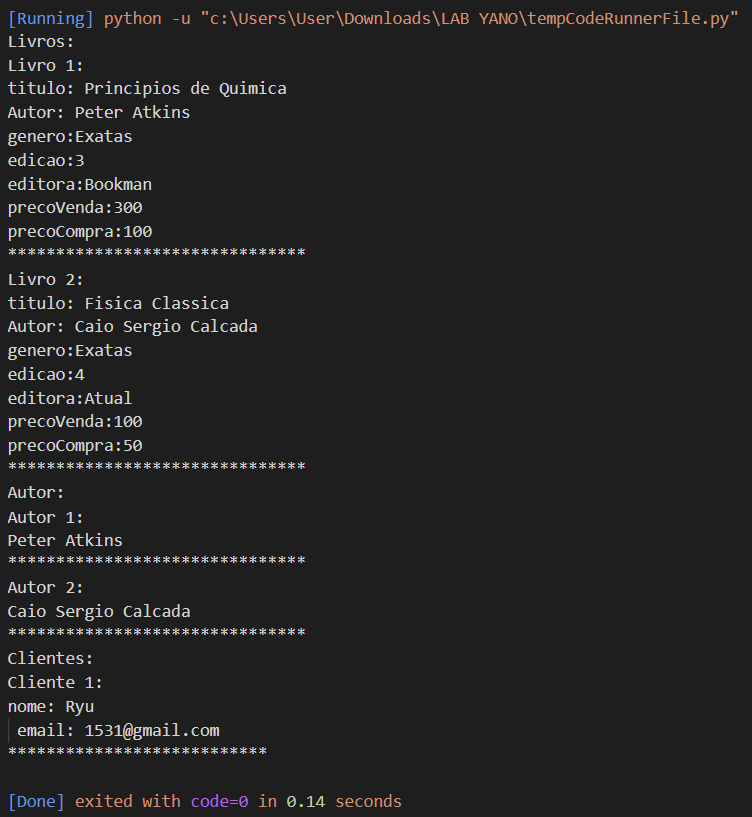 [Running] python -u "c:\Users\User\Downloads\LAB YANO\tempCodeRunnerFile.py"
Livros:
Livro 1:
titulo: Principios de Quimica
Autor: Peter Atkins
genero:Exatas
edicao:3
editora:Bookman
precoVenda:300
precoCompra:100
*******************************
Livro 2:
titulo: Fisica Classica
Autor: Caio Sergio Calcada
genero:Exatas
edicao:4
editora:Atual
precoVenda:100
precoCompra:50
*******************************
Autor:
Autor 1:
Peter Atkins
*******************************
Autor 2:
Caio Sergio Calcada
*******************************
Clientes:
Cliente 1:
nome: Ryu
 email: 1531@gmail.com
***************************
[Done] exited with code=0 in 0.14 seconds